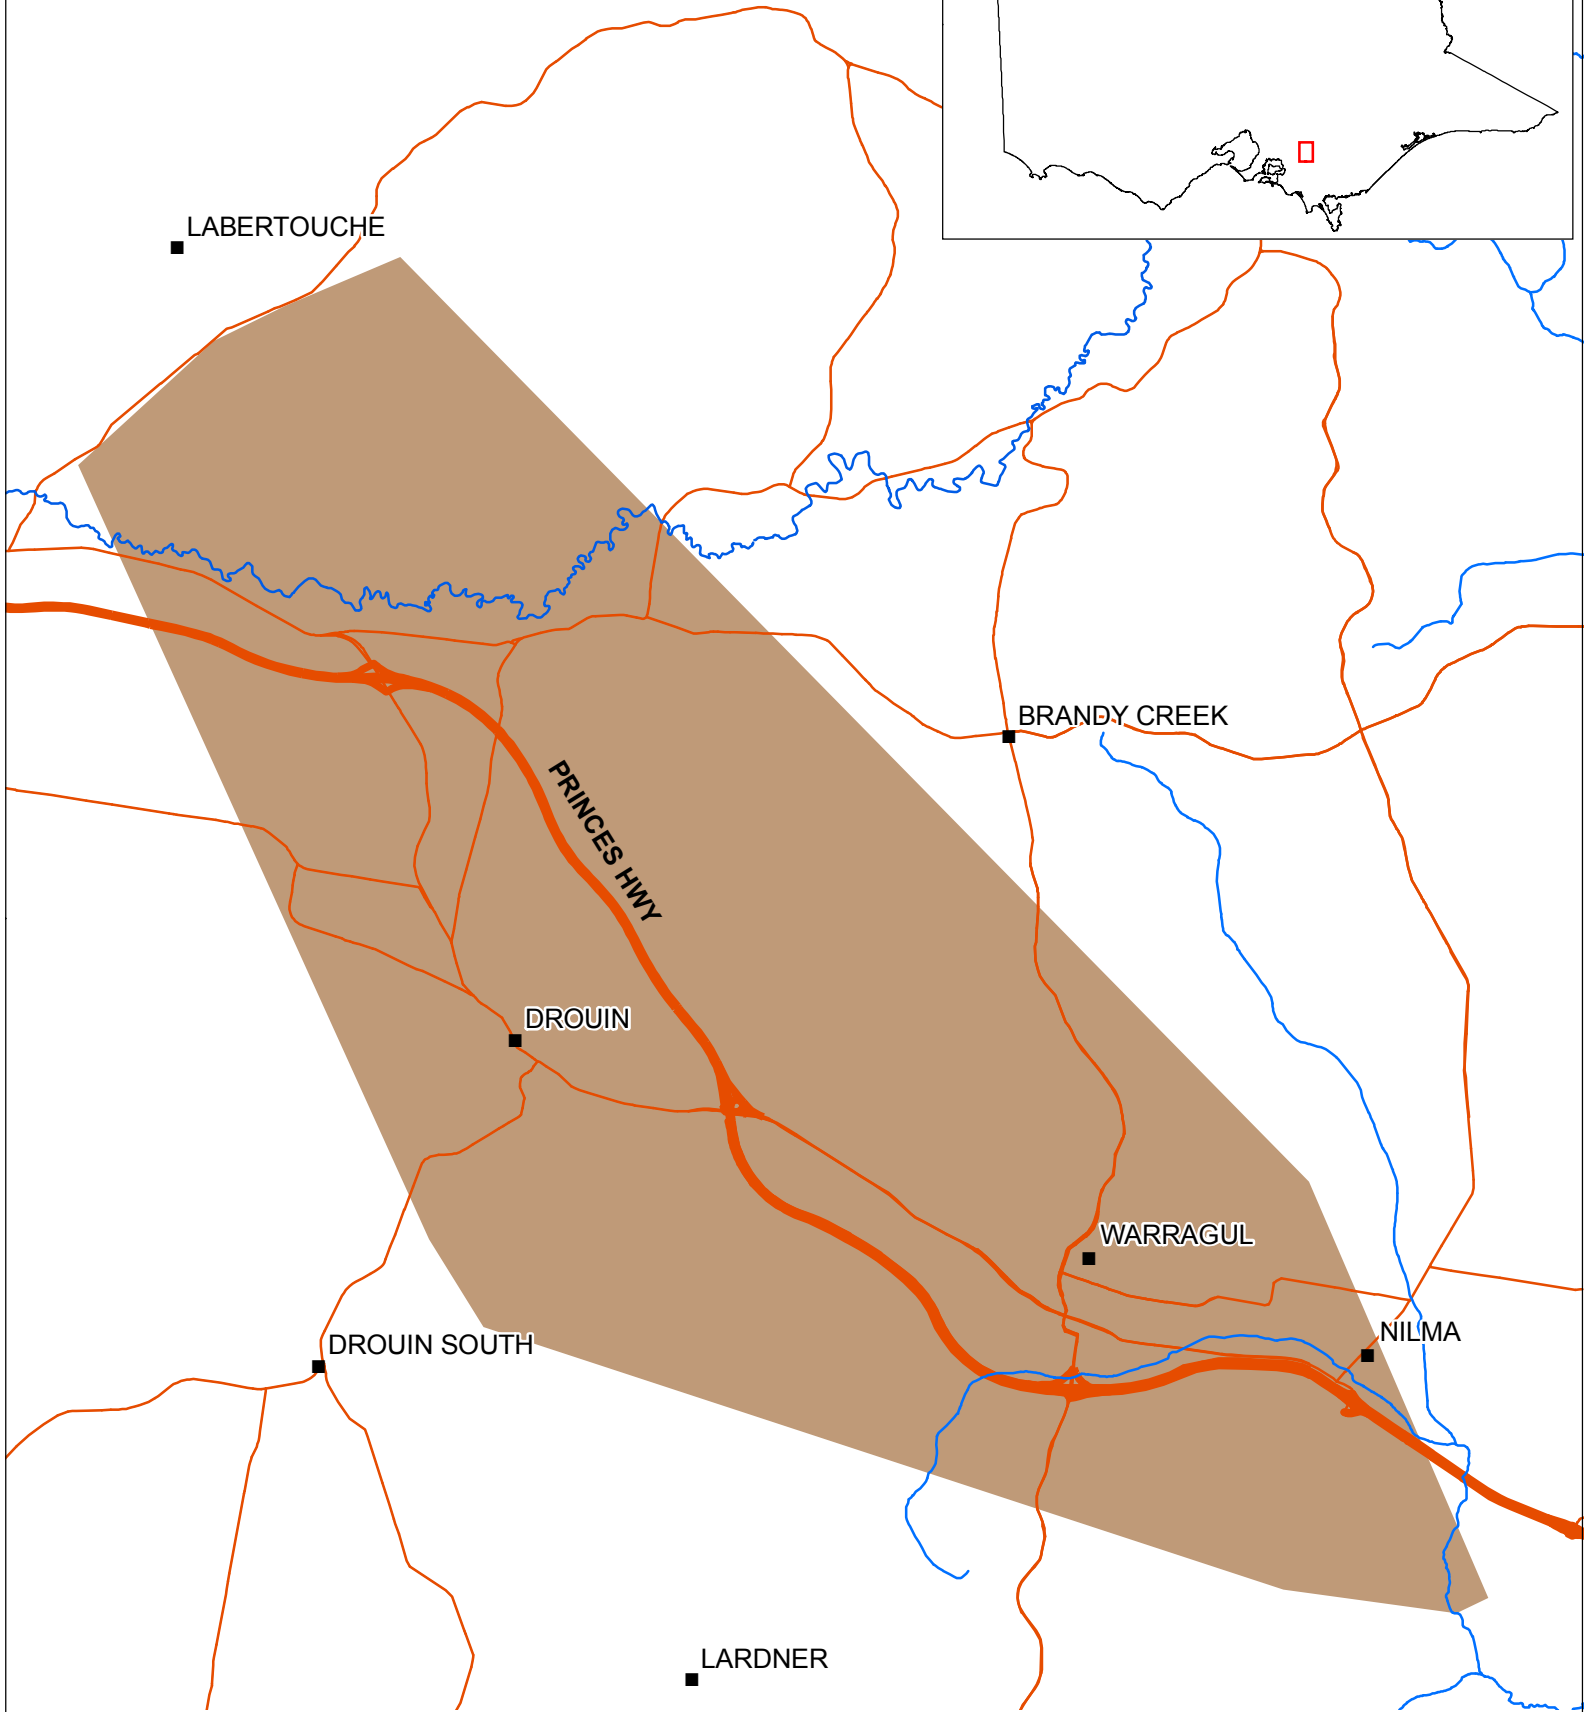 LABERTOUCHE
BRANDY CREEK
PRINCES HWY
DROUIN
WARRAGUL
NILMA
DROUIN SOUTH
LARDNER